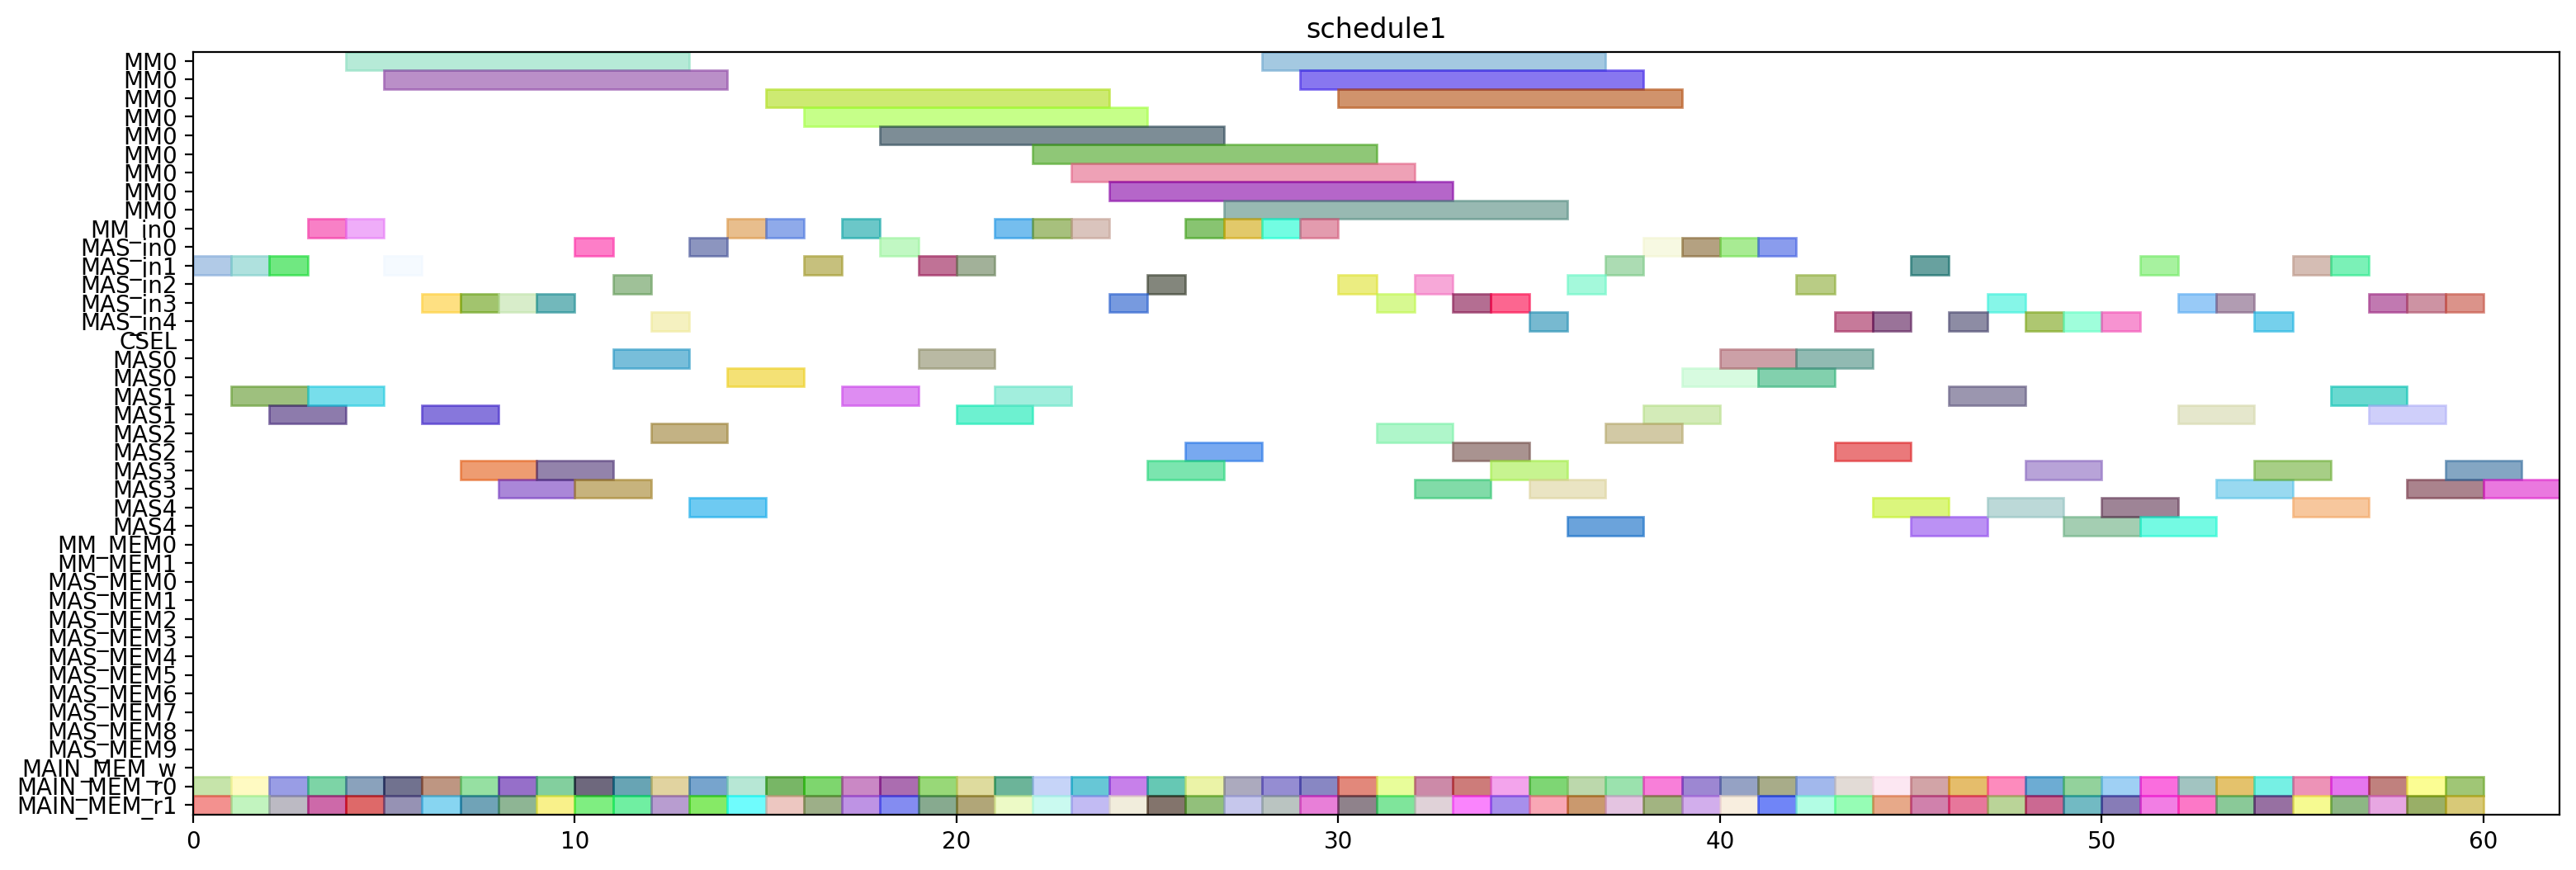 schedule1
MM0
MM0
MM0
MM0
MM0
MM0
MM0
MM0
MM0
MM_in0
MAS_in0
MAS_in1
MAS_in2
MAS_in3
MAS_in4
CSEL
MAS0
MAS0
MAS1
MAS1
MAS2
MAS2
MAS3
MAS3
MAS4
MAS4
MM_MEM0
MM_MEM1
MAS_MEM0
MAS_MEM1
MAS_MEM2
MAS_MEM3
MAS_MEM4
MAS_MEM5
MAS_MEM6
MAS_MEM7
MAS_MEM8
MAS_MEM9
MAIN_MEM_w
MAIN_MEM_r0
MAIN_MEM_r1
0 10 20 30 40 50 60